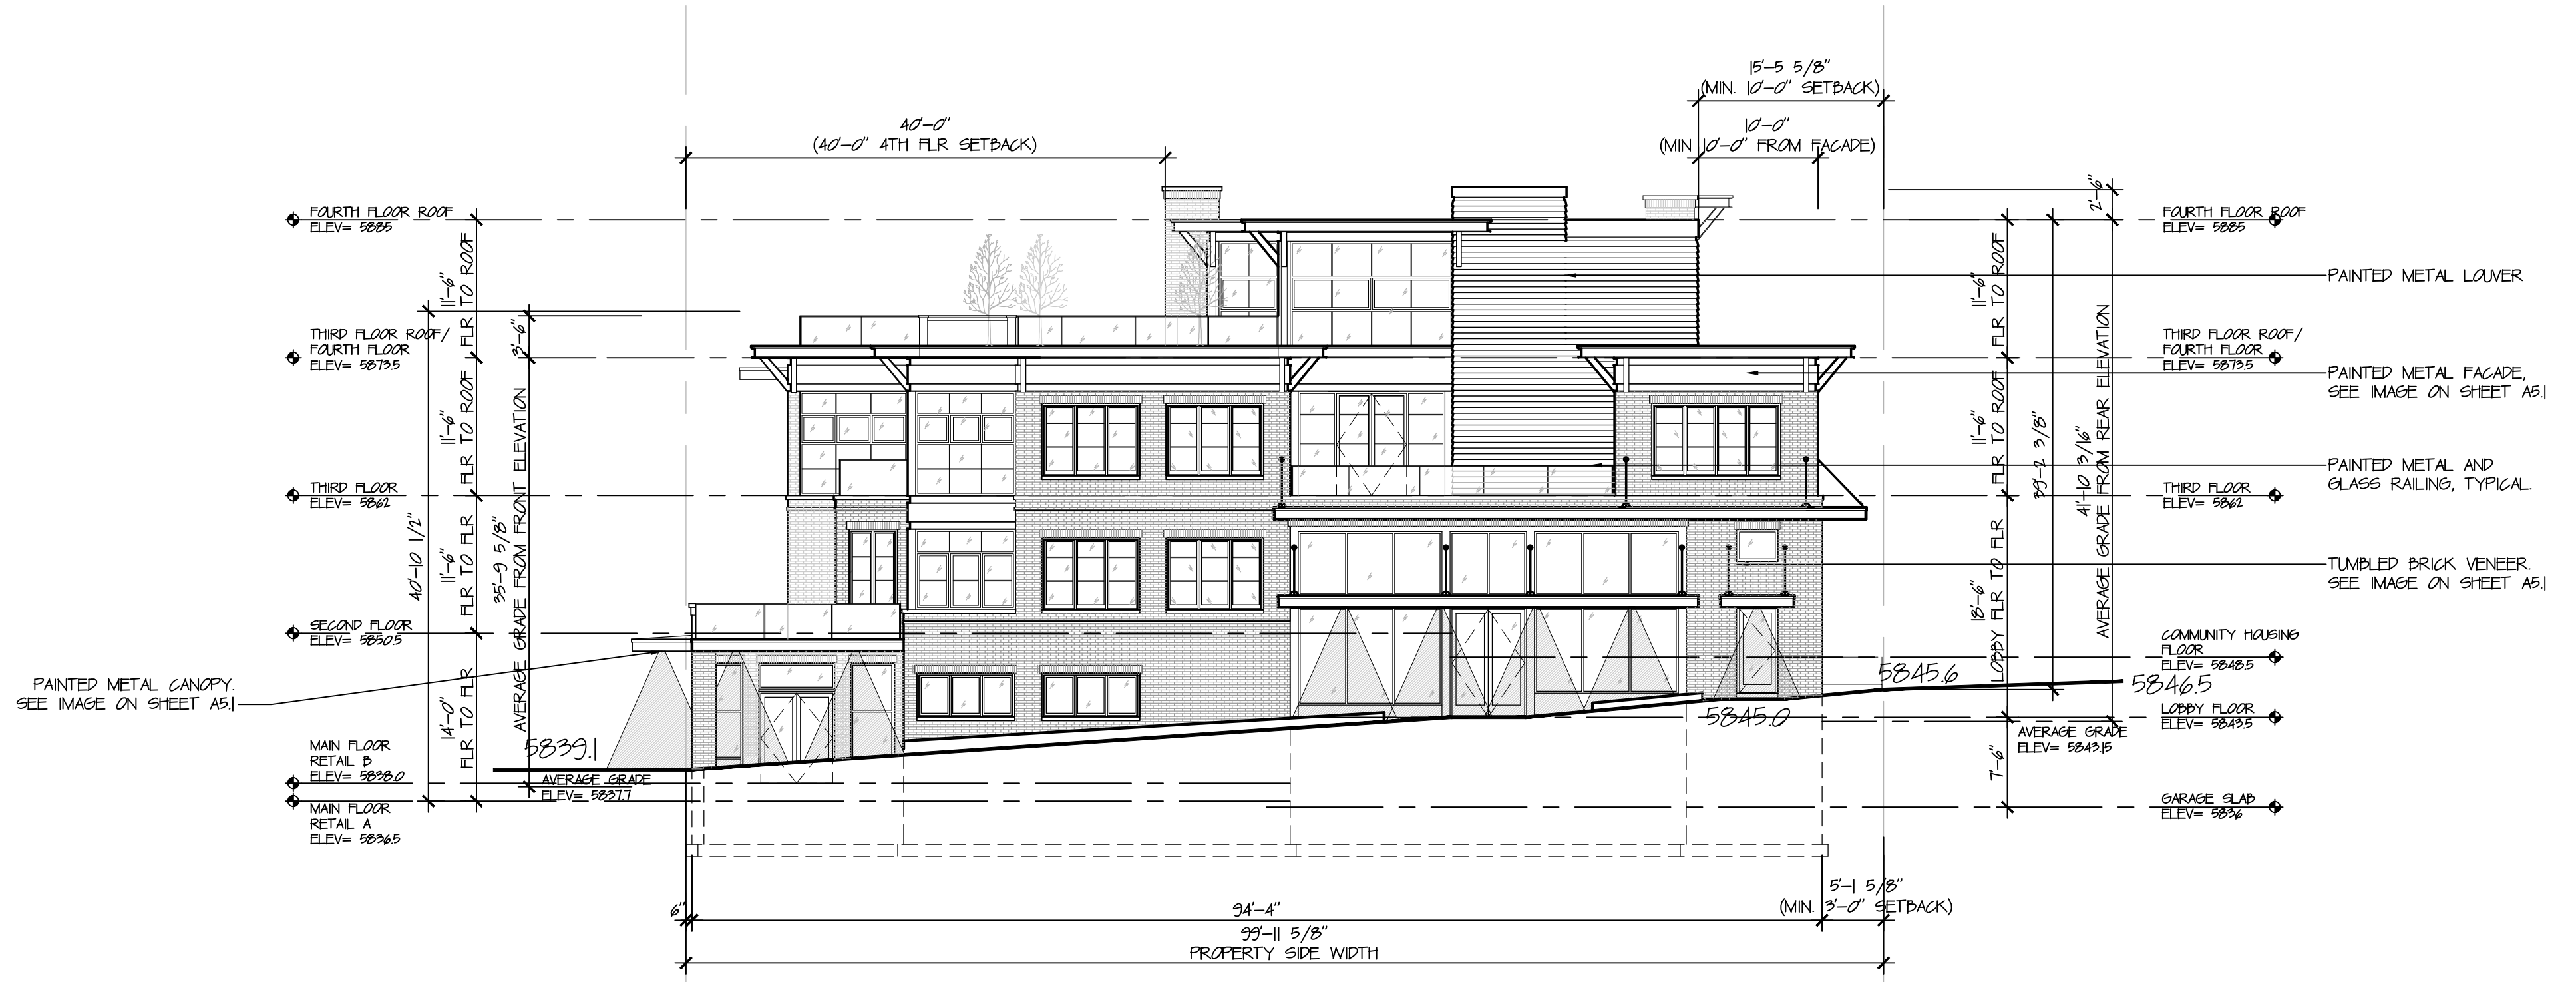 15'-5 5/8"
(MIN. 10'-0" SETBACK)
40'-0"
(40'-0" 4TH FLR SETBACK)
10'-0"
(MIN 10'-0" FROM FACADE)
2'-6"
FOURTH FLOOR ROOF
ELEV= 5885
THIRD FLOOR ROOF/
FOURTH FLOOR
ELEV= 5873.5
THIRD FLOOR
ELEV= 5862
SECOND FLOOR
ELEV= 5850.5
PAINTED METAL CANOPY.
SEE IMAGE ON SHEET A5.1
MAIN FLOOR
RETAIL B
ELEV= 5838.0
MAIN FLOOR
RETAIL A
ELEV= 5836.5
40'-10 1/2"
11'-6"
FLR TO ROOF
11'-6"
FLR TO ROOF
11'-6"
FLR TO FLR
14'-0"
FLR TO FLR
3'-6"
35'-9 5/8"
AVERAGE GRADE FROM FRONT ELEVATION
5839.1
AVERAGE GRADE
ELEV= 5837.7
11'-6"
FLR TO ROOF
11'-6"
FLR TO ROOF
18'-6"
LOBBY FLR TO FLR
7'-6"
39'-2 3/8"
41'-10 3/16"
AVERAGE GRADE FROM REAR ELEVATION
FOURTH FLOOR ROOF
ELEV= 5885
PAINTED METAL LOUVER
THIRD FLOOR ROOF/
FOURTH FLOOR
ELEV= 5873.5
PAINTED METAL FACADE,
SEE IMAGE ON SHEET A5.1
PAINTED METAL AND
GLASS RAILING, TYPICAL.
THIRD FLOOR
ELEV= 5862
TUMBLED BRICK VENEER.
SEE IMAGE ON SHEET A5.1
COMMUNITY HOUSING
FLOOR
ELEV= 5848.5
5845.6
5846.5
5845.0
LOBBY FLOOR
ELEV= 5843.5
AVERAGE GRADE
ELEV= 5843.15
GARAGE SLAB
ELEV= 5836
6"
94'-4"
5'-1 5/8"
(MIN. 3'-0" SETBACK)
99'-11 5/8"
PROPERTY SIDE WIDTH